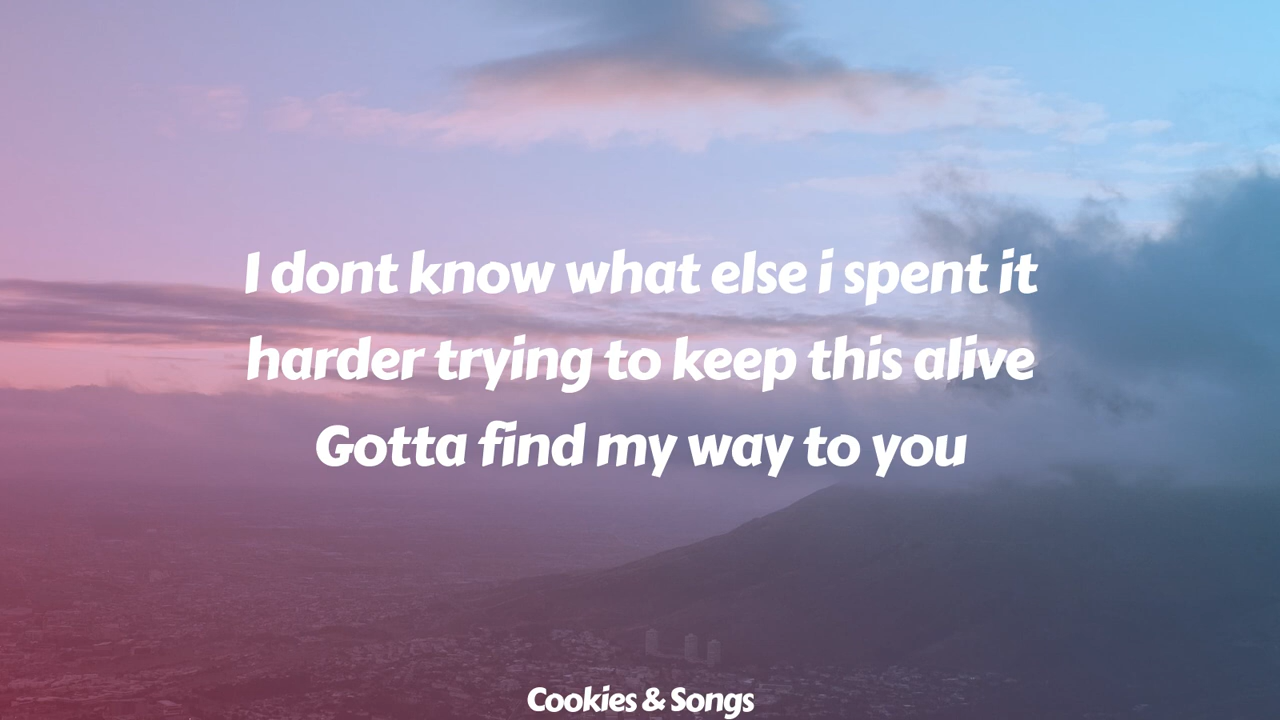 I dont know what else i spent it
harder trying to keep this alive
Gotta find my way to you
Cookies & Songs